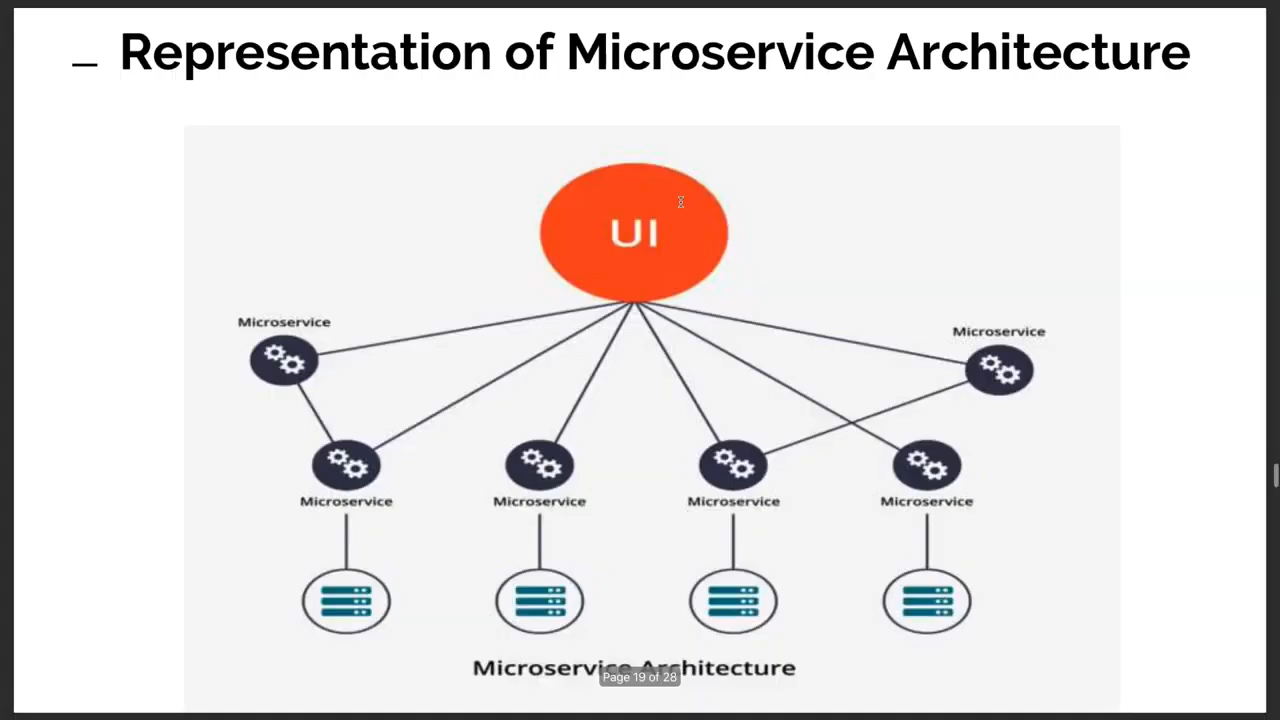 Representation of Microservice Architecture
UI
Microservice
Microservice
Microservice
Microservice
Microservice
Microservice
Microservice Architecture
Page 19 of 28